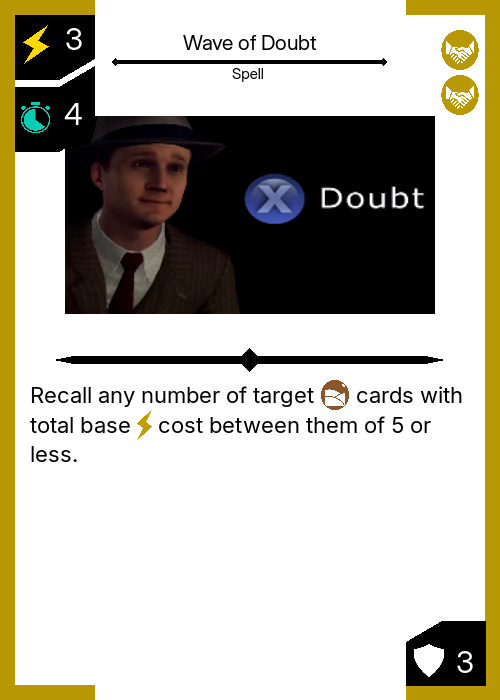 3
Wave of Doubt
Spell
4
X Doubt
Recall any number of target cards with
total base cost between them of 5 or
less.
3